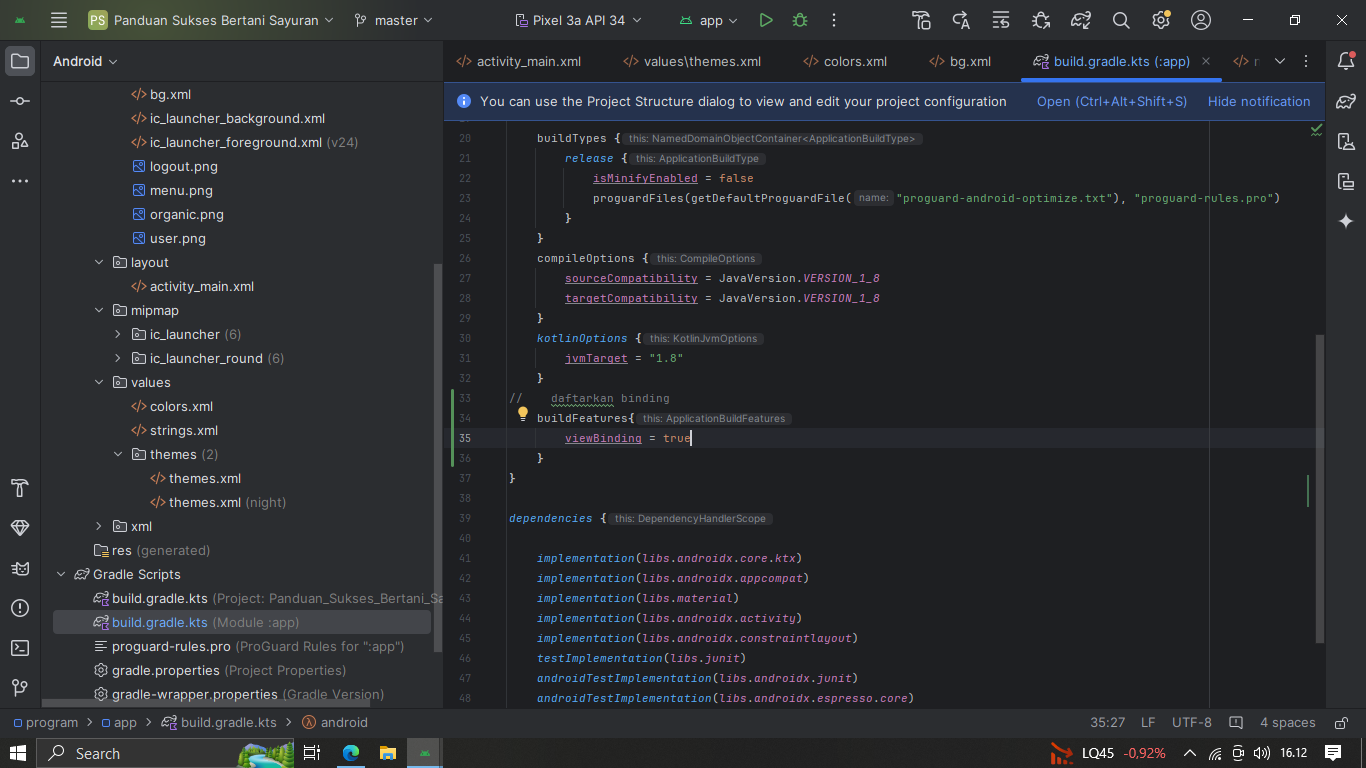 PS Panduan Sukses Bertani Sayuran master Pixel 3a API 34 app
Android
activity_main.xml values\themes.xml colors.xml bg.xml build.gradle.kts (:app)
You can use the Project Structure dialog to view and edit your project configuration Open (Ctrl+Alt+Shift+S) Hide notification
bg.xml
ic_launcher_background.xml
ic_launcher_foreground.xml (v24)
logout.png
menu.png
organic.png
user.png
layout
activity_main.xml
mipmap
ic_launcher (6)
ic_launcher_round (6)
values
colors.xml
strings.xml
themes (2)
themes.xml
themes.xml (night)
xml
res (generated)
Gradle Scripts
build.gradle.kts (Project: Panduan_Sukses_Bertani_Sa
build.gradle.kts (Module :app)
proguard-rules.pro (ProGuard Rules for ":app")
gradle.properties (Project Properties)
gradle-wrapper.properties (Gradle Version)
20 buildTypes { this: NamedDomainObjectContainer<ApplicationBuildType>
21 release { this: ApplicationBuildType
22 isMinifyEnabled = false
23 proguardFiles(getDefaultProguardFile( name: "proguard-android-optimize.txt"), "proguard-rules.pro")
24 }
25 }
26 compileOptions { this: CompileOptions
27 sourceCompatibility = JavaVersion.VERSION_1_8
28 targetCompatibility = JavaVersion.VERSION_1_8
29 }
30 kotlinOptions { this: KotlinJvmOptions
31 jvmTarget = "1.8"
32 }
33 // daftarkan binding
34 buildFeatures{ this: ApplicationBuildFeatures
35 viewBinding = true
36 }
37 }
38
39 dependencies { this: DependencyHandlerScope
40
41 implementation(libs.androidx.core.ktx)
42 implementation(libs.androidx.appcompat)
43 implementation(libs.material)
44 implementation(libs.androidx.activity)
45 implementation(libs.androidx.constraintlayout)
46 testImplementation(libs.junit)
47 androidTestImplementation(libs.androidx.junit)
48 androidTestImplementation(libs.androidx.espresso.core)
program app build.gradle.kts android 35:27 LF UTF-8 4 spaces
Search LQ45 -0,92% 16.12